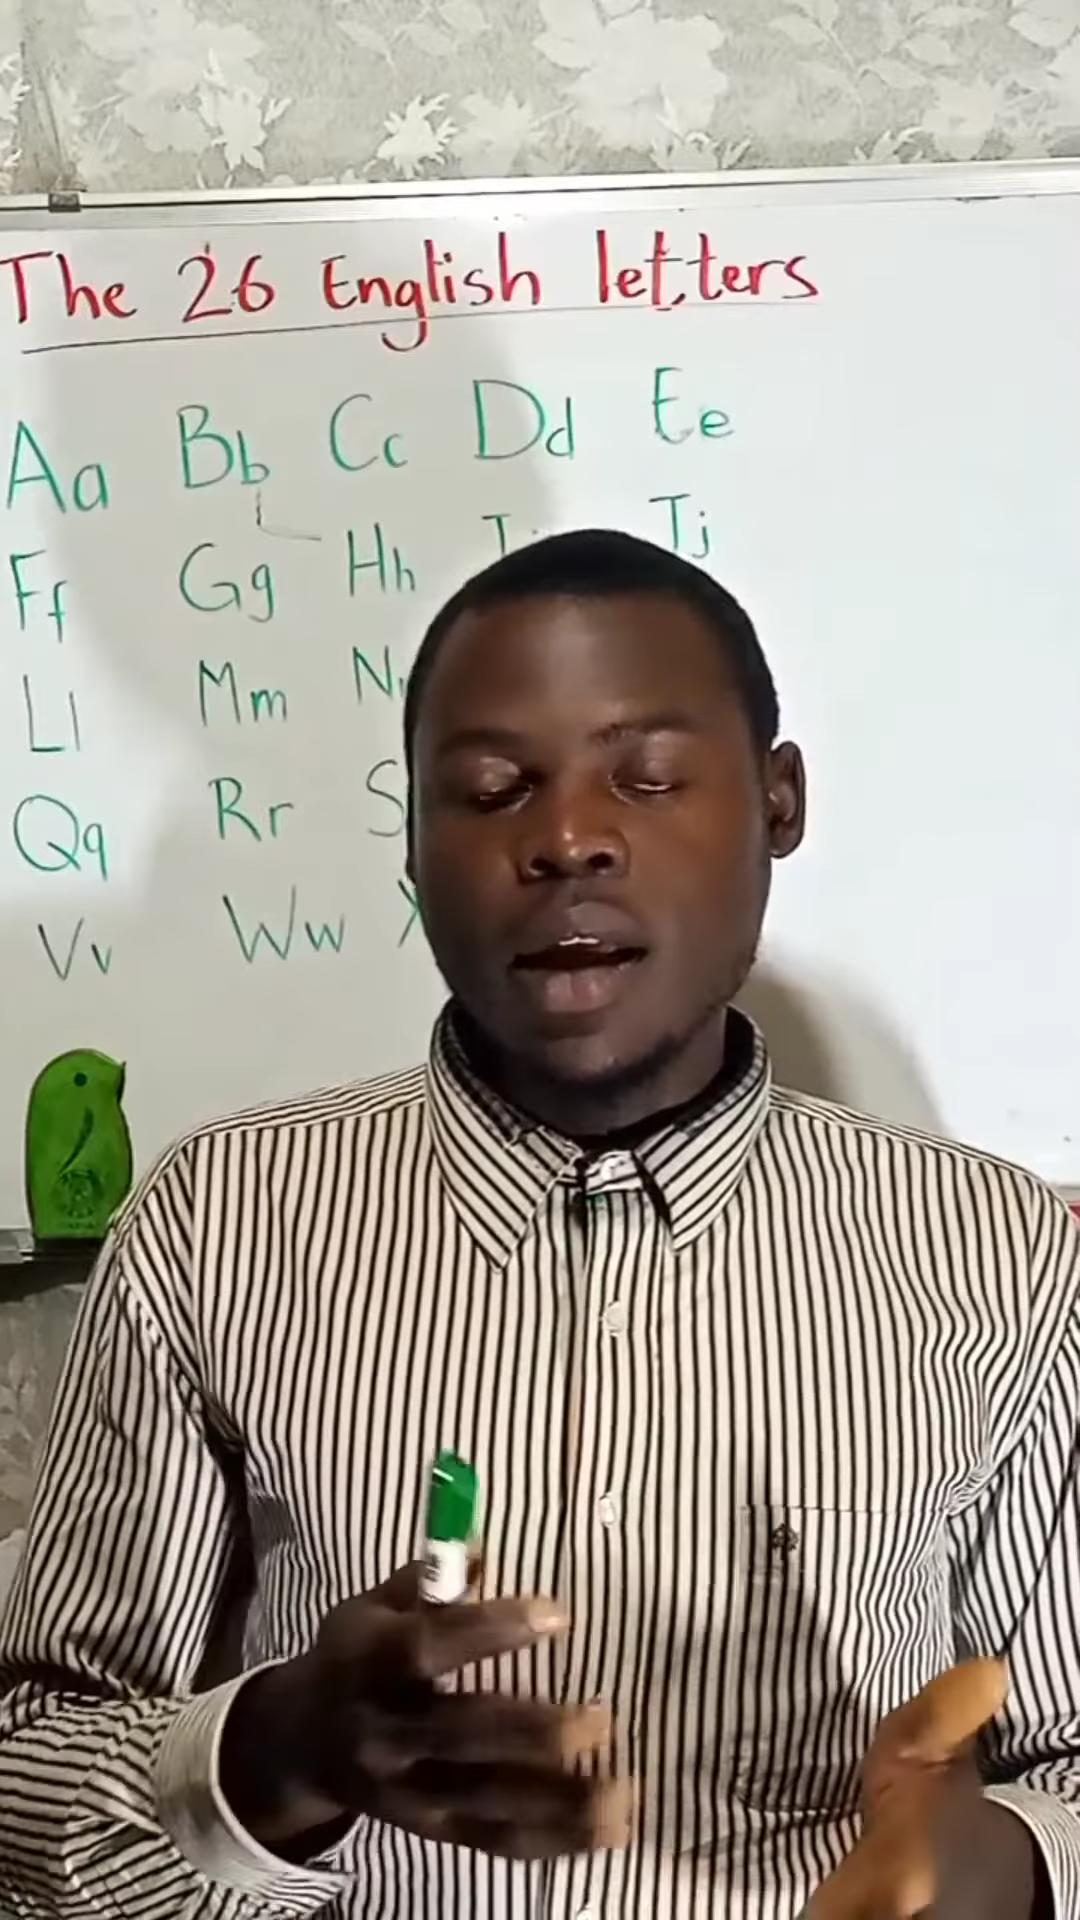 The 26 English letters
Aa Bb Cc Dd Ee
Ff Gg Hh Jj
Ll Mm
Qq Rr S
Vv Ww